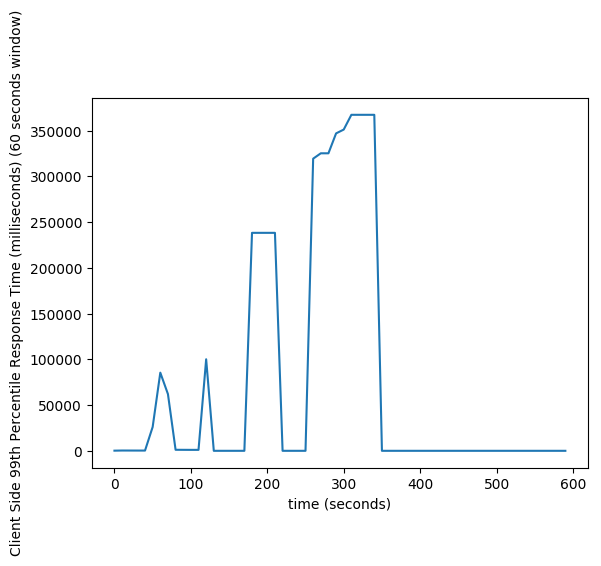 Client Side 99th Percentile Response Time (milliseconds) (60 seconds window)
350000
300000
250000
200000
150000
100000
50000
0
0 100 200 300 400 500 600
time (seconds)